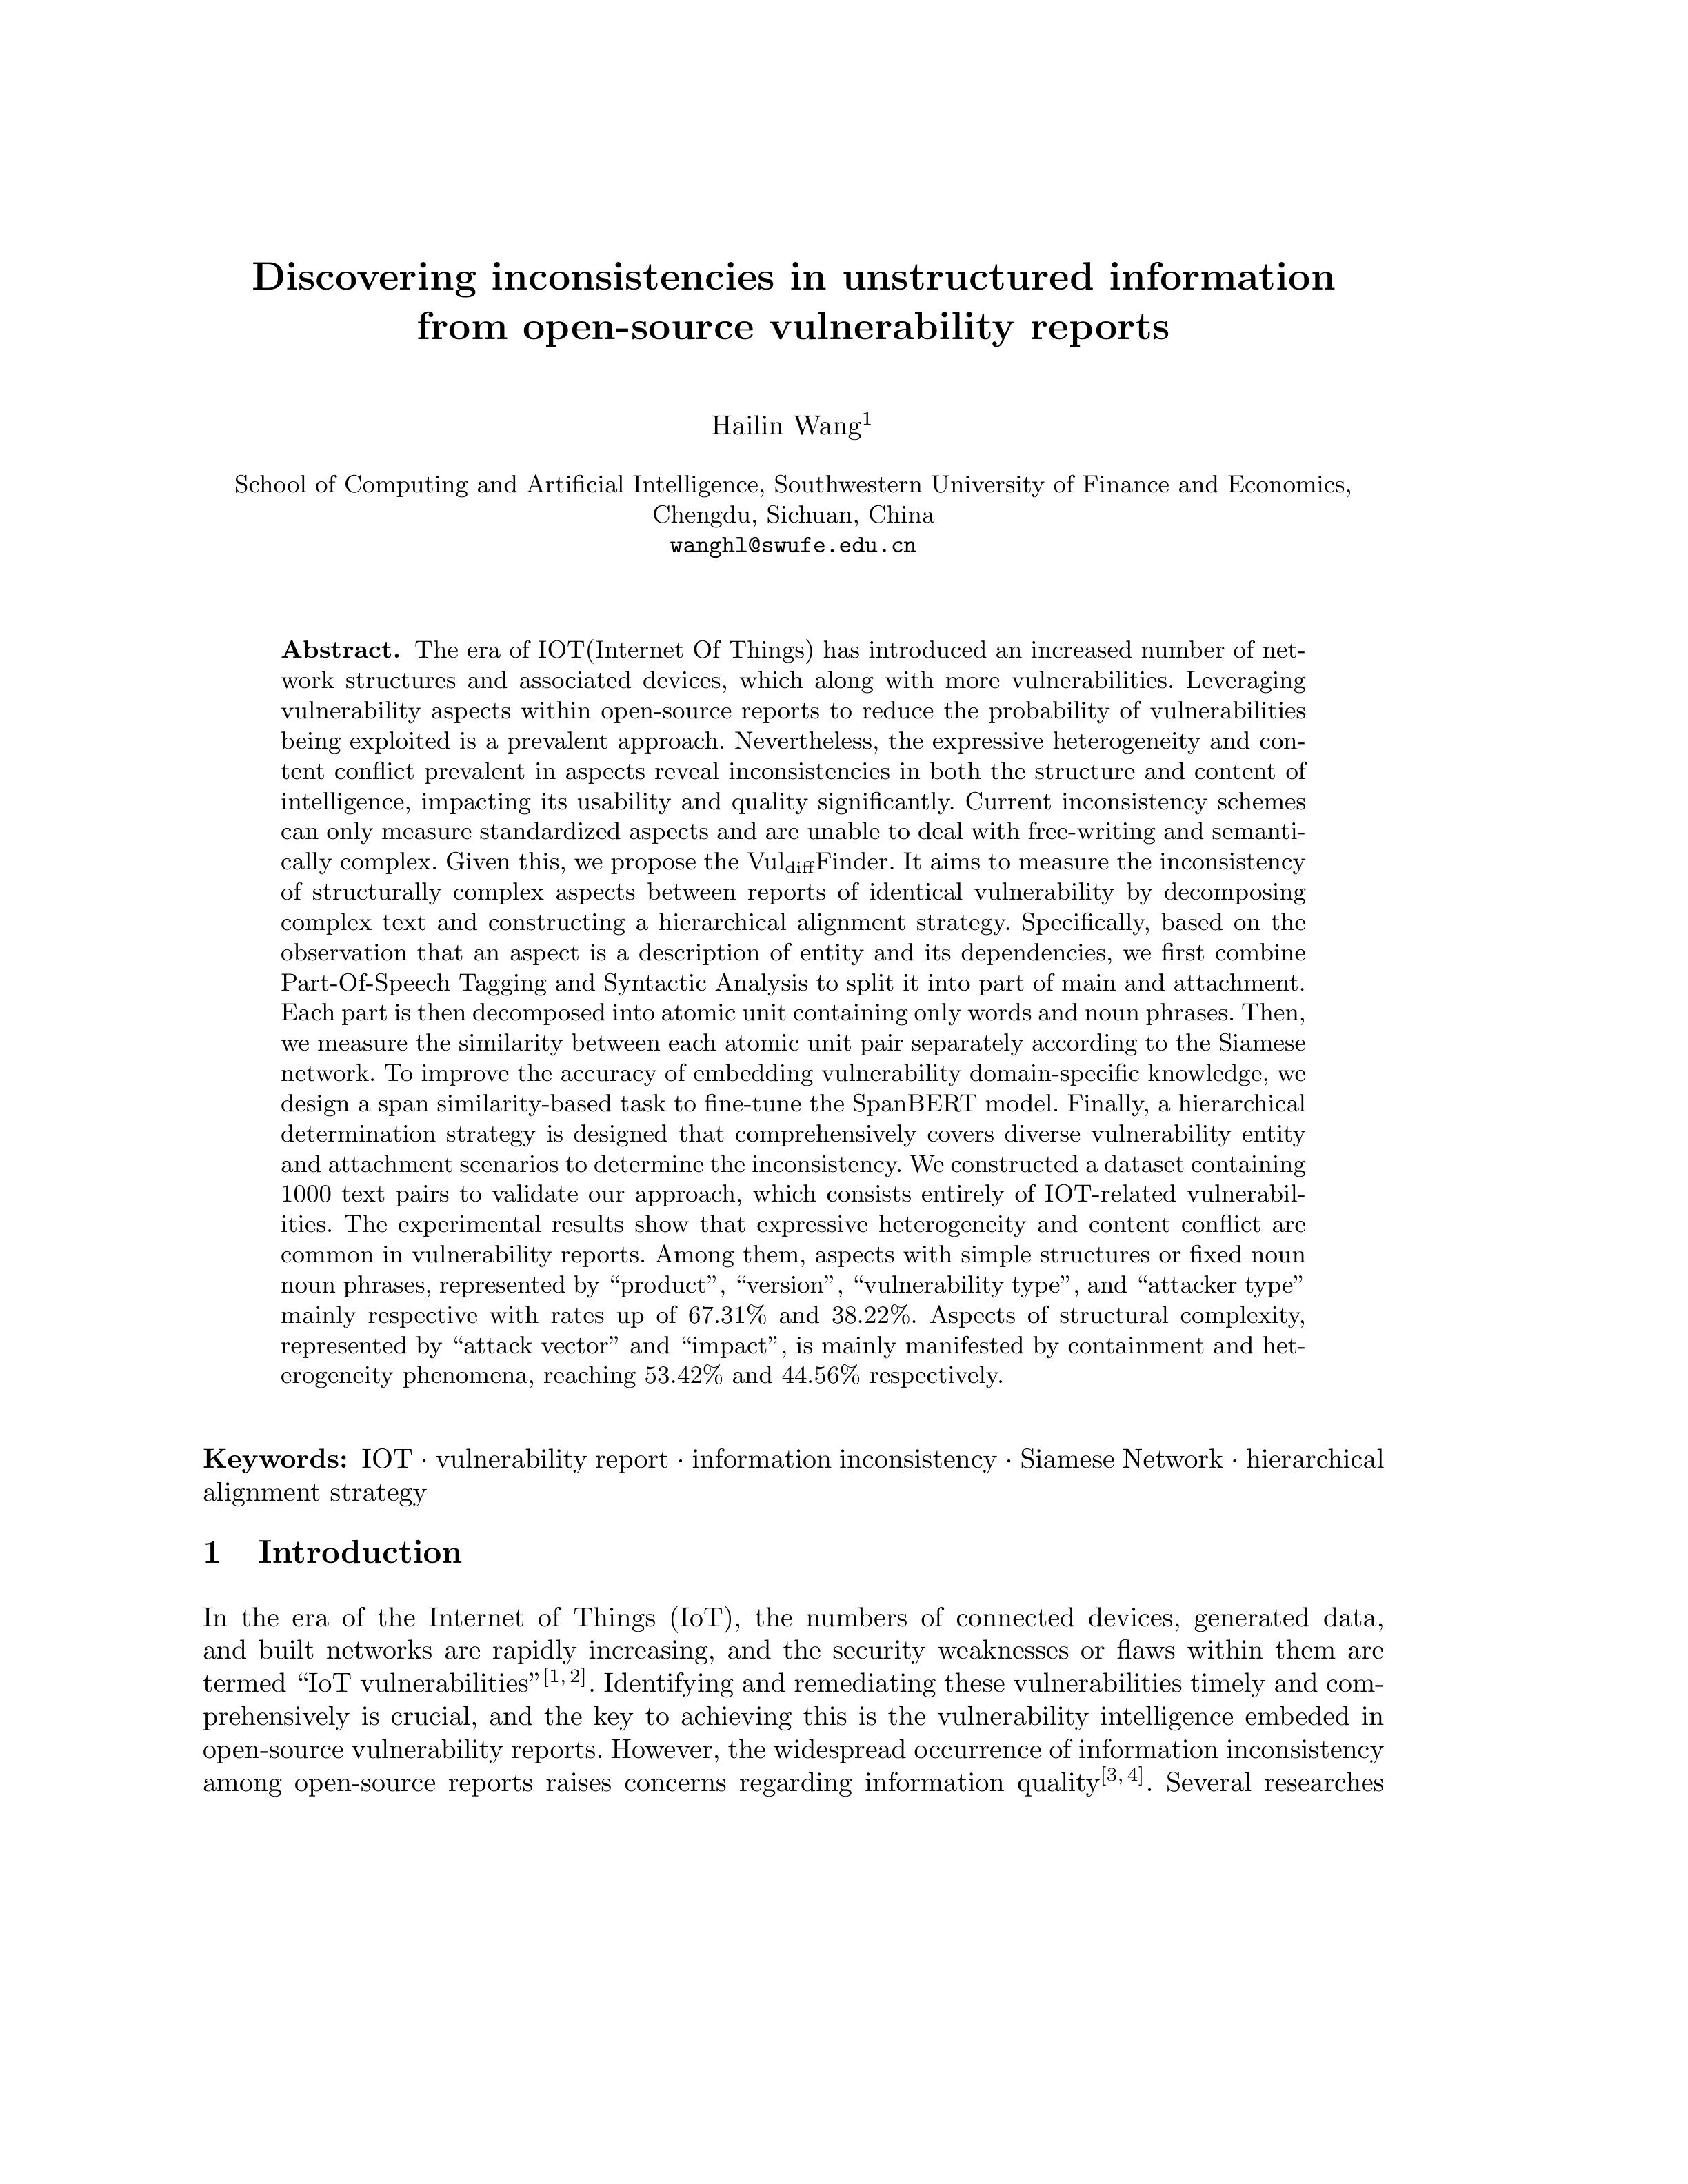 Discovering inconsistencies in unstructured information
from open-source vulnerability reports
Hailin Wang1
School of Computing and Artificial Intelligence, Southwestern University of Finance and Economics,
Chengdu, Sichuan, China
wanghl@swufe.edu.cn
Abstract. The era of IOT(Internet Of Things) has introduced an increased number of net-
work structures and associated devices, which along with more vulnerabilities. Leveraging
vulnerability aspects within open-source reports to reduce the probability of vulnerabilities
being exploited is a prevalent approach. Nevertheless, the expressive heterogeneity and con-
tent conflict prevalent in aspects reveal inconsistencies in both the structure and content of
intelligence, impacting its usability and quality significantly. Current inconsistency schemes
can only measure standardized aspects and are unable to deal with free-writing and semanti-
cally complex. Given this, we propose the VuldiffFinder. It aims to measure the inconsistency
of structurally complex aspects between reports of identical vulnerability by decomposing
complex text and constructing a hierarchical alignment strategy. Specifically, based on the
observation that an aspect is a description of entity and its dependencies, we first combine
Part-Of-Speech Tagging and Syntactic Analysis to split it into part of main and attachment.
Each part is then decomposed into atomic unit containing only words and noun phrases. Then,
we measure the similarity between each atomic unit pair separately according to the Siamese
network. To improve the accuracy of embedding vulnerability domain-specific knowledge, we
design a span similarity-based task to fine-tune the SpanBERT model. Finally, a hierarchical
determination strategy is designed that comprehensively covers diverse vulnerability entity
and attachment scenarios to determine the inconsistency. We constructed a dataset containing
1000 text pairs to validate our approach, which consists entirely of IOT-related vulnerabil-
ities. The experimental results show that expressive heterogeneity and content conflict are
common in vulnerability reports. Among them, aspects with simple structures or fixed noun
noun phrases, represented by “product”, “version”, “vulnerability type”, and “attacker type”
mainly respective with rates up of 67.31% and 38.22%. Aspects of structural complexity,
represented by “attack vector” and “impact”, is mainly manifested by containment and het-
erogeneity phenomena, reaching 53.42% and 44.56% respectively.
Keywords: IOT · vulnerability report · information inconsistency · Siamese Network · hierarchical
alignment strategy
1 Introduction
In the era of the Internet of Things (IoT), the numbers of connected devices, generated data,
and built networks are rapidly increasing, and the security weaknesses or flaws within them are
termed “IoT vulnerabilities”[1, 2]. Identifying and remediating these vulnerabilities timely and com-
prehensively is crucial, and the key to achieving this is the vulnerability intelligence embeded in
open-source vulnerability reports. However, the widespread occurrence of information inconsistency
among open-source reports raises concerns regarding information quality[3, 4]. Several researches